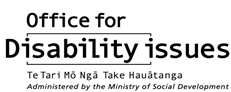 Office for
Disability issues
Te Tari Mō Ngā Take Hauātanga
Administered by the Ministry of Social Development